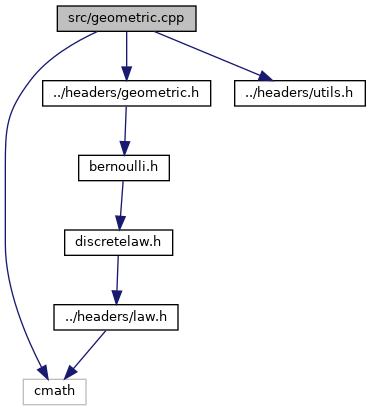 src/geometric.cpp
../headers/geometric.h
../headers/utils.h
bernoulli.h
discretelaw.h
../headers/law.h
cmath